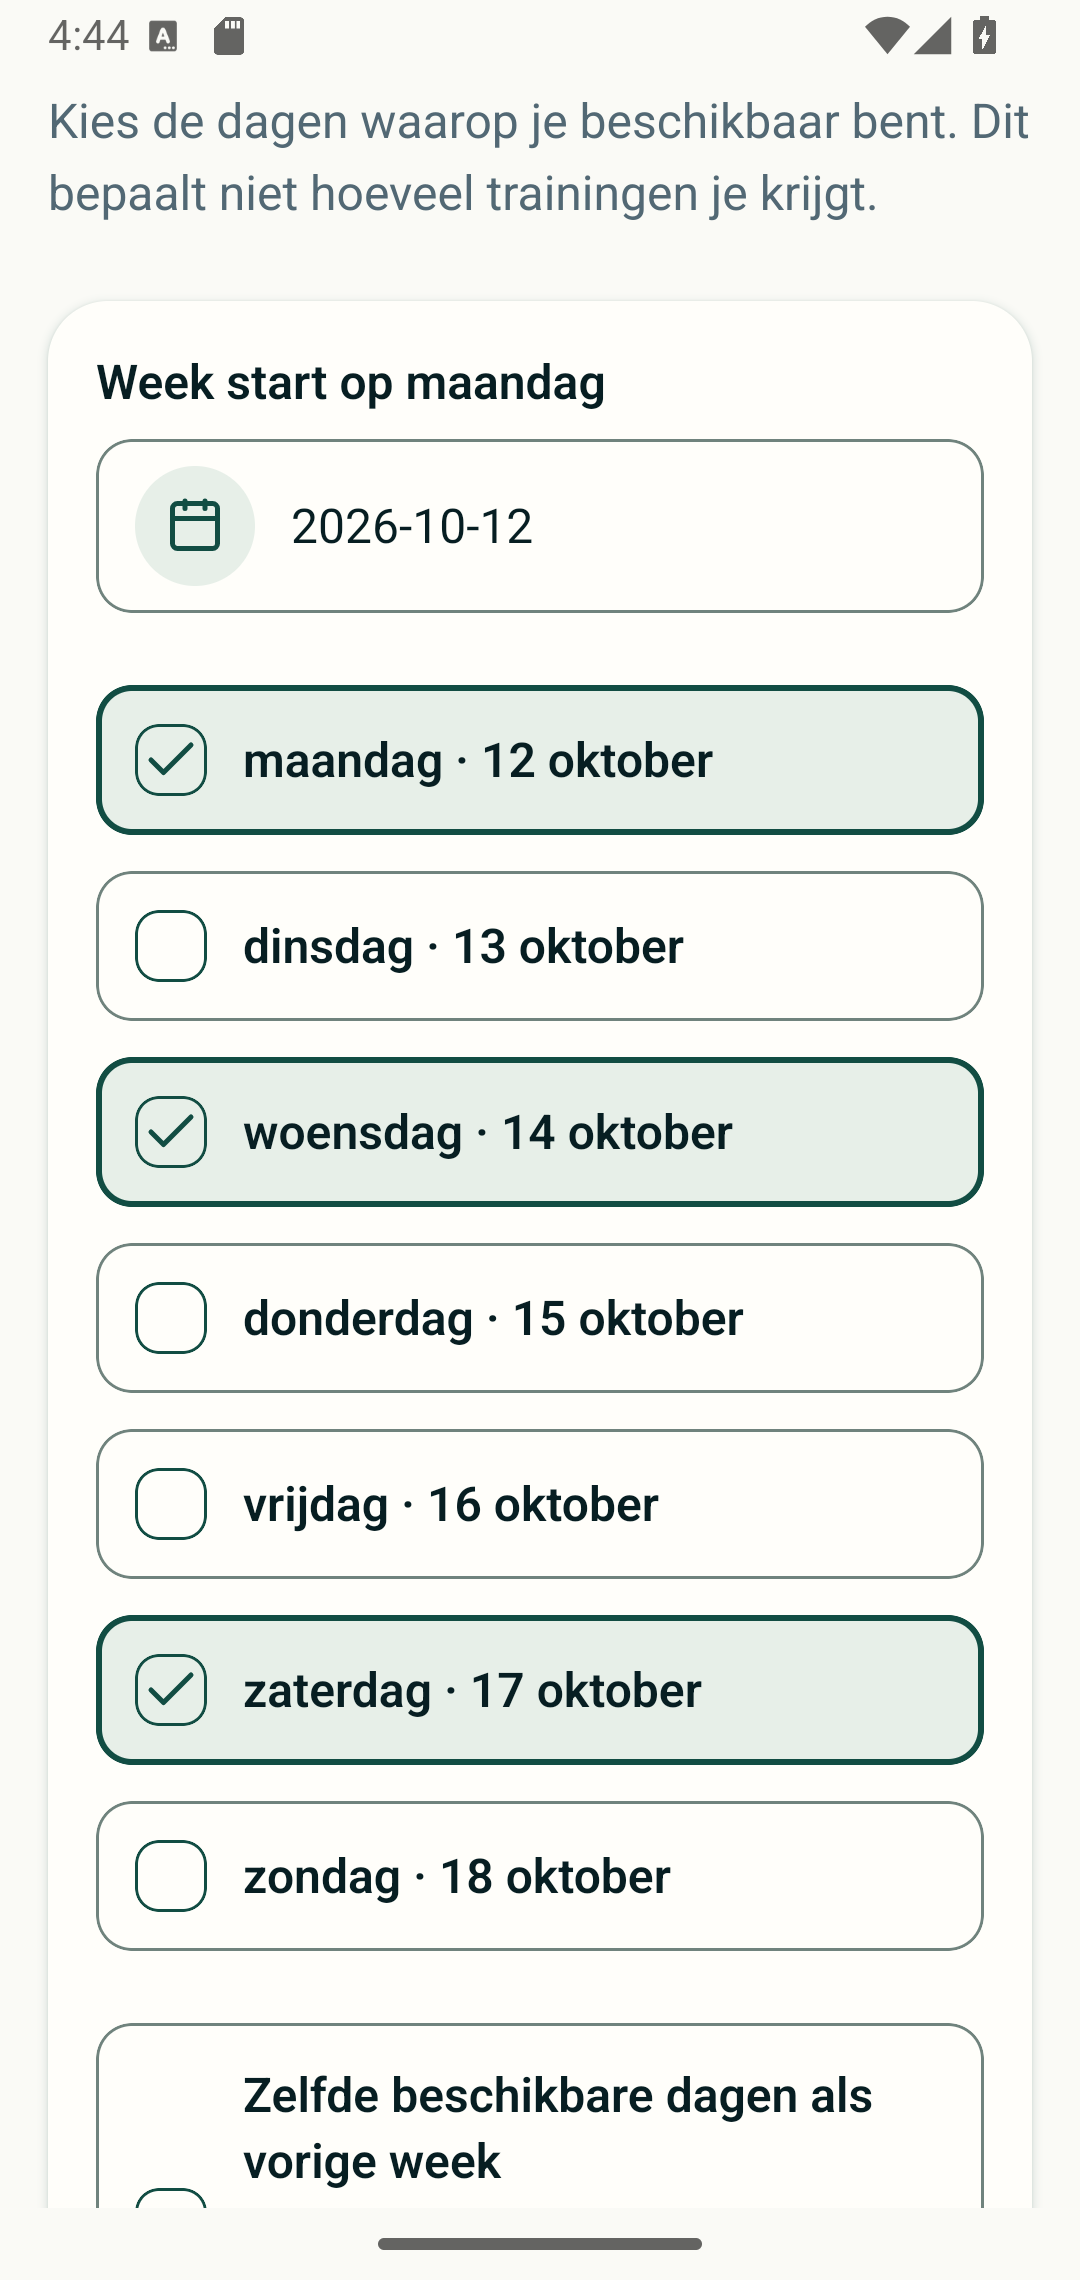 4:44
Kies de dagen waarop je beschikbaar bent. Dit
bepaalt niet hoeveel trainingen je krijgt.
Week start op maandag
2026-10-12
maandag · 12 oktober
dinsdag · 13 oktober
woensdag · 14 oktober
donderdag · 15 oktober
vrijdag · 16 oktober
zaterdag · 17 oktober
zondag · 18 oktober
Zelfde beschikbare dagen als
vorige week